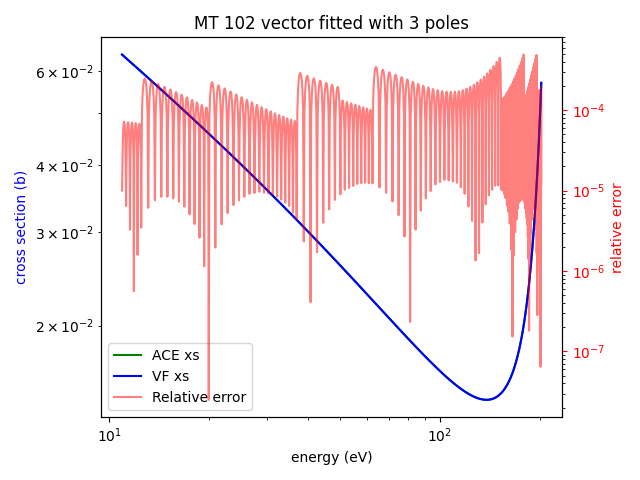 MT 102 vector fitted with 3 poles
6 × 10⁻²
4 × 10⁻²
3 × 10⁻²
2 × 10⁻²
cross section (b)
10⁻⁴
10⁻⁵
10⁻⁶
10⁻⁷
relative error
ACE xs
VF xs
Relative error
10¹
10²
energy (eV)